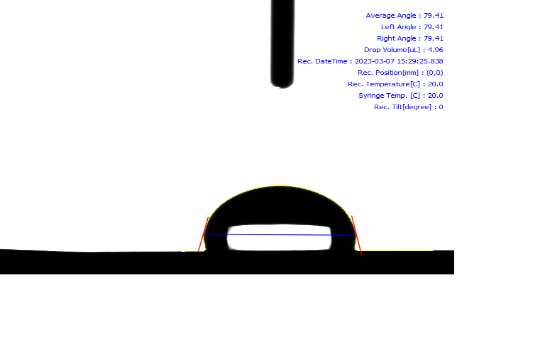 Average Angle : 79.41
Left Angle : 79.41
Right Angle : 79.41
Drop Volume[uL] : 4.96
Rec. DateTime : 2023-03-07 15:29:25.838
Rec. Position[mm] : (0,0)
Rec. Temperature[C] : 20.0
Syringe Temp. [C] : 20.0
Rec. Tilt[degree] : 0